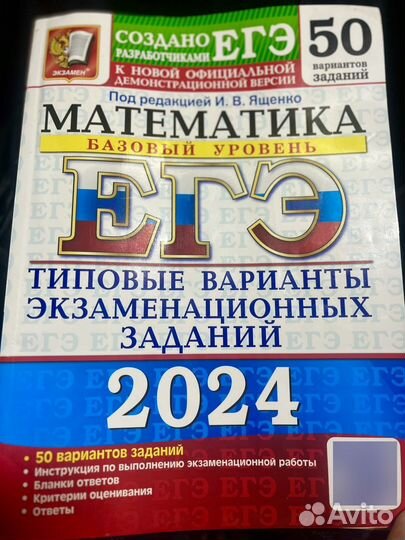 СОЗДАНО
РАЗРАБОТЧИКАМИ ЕГЭ
К НОВОЙ ОФИЦИАЛЬНОЙ
ДЕМОНСТРАЦИОННОЙ ВЕРСИИ
50
вариантов
заданий
ЭКЗАМЕН
Под редакцией И. В. Ященко
МАТЕМАТИКА
БАЗОВЫЙ УРОВЕНЬ
ЕГЭ
ТИПОВЫЕ ВАРИАНТЫ
ЭКЗАМЕНАЦИОННЫХ
ЗАДАНИЙ
2024
• 50 вариантов заданий
• Инструкция по выполнению экзаменационной работы
• Бланки ответов
• Критерии оценивания
• Ответы
Avito